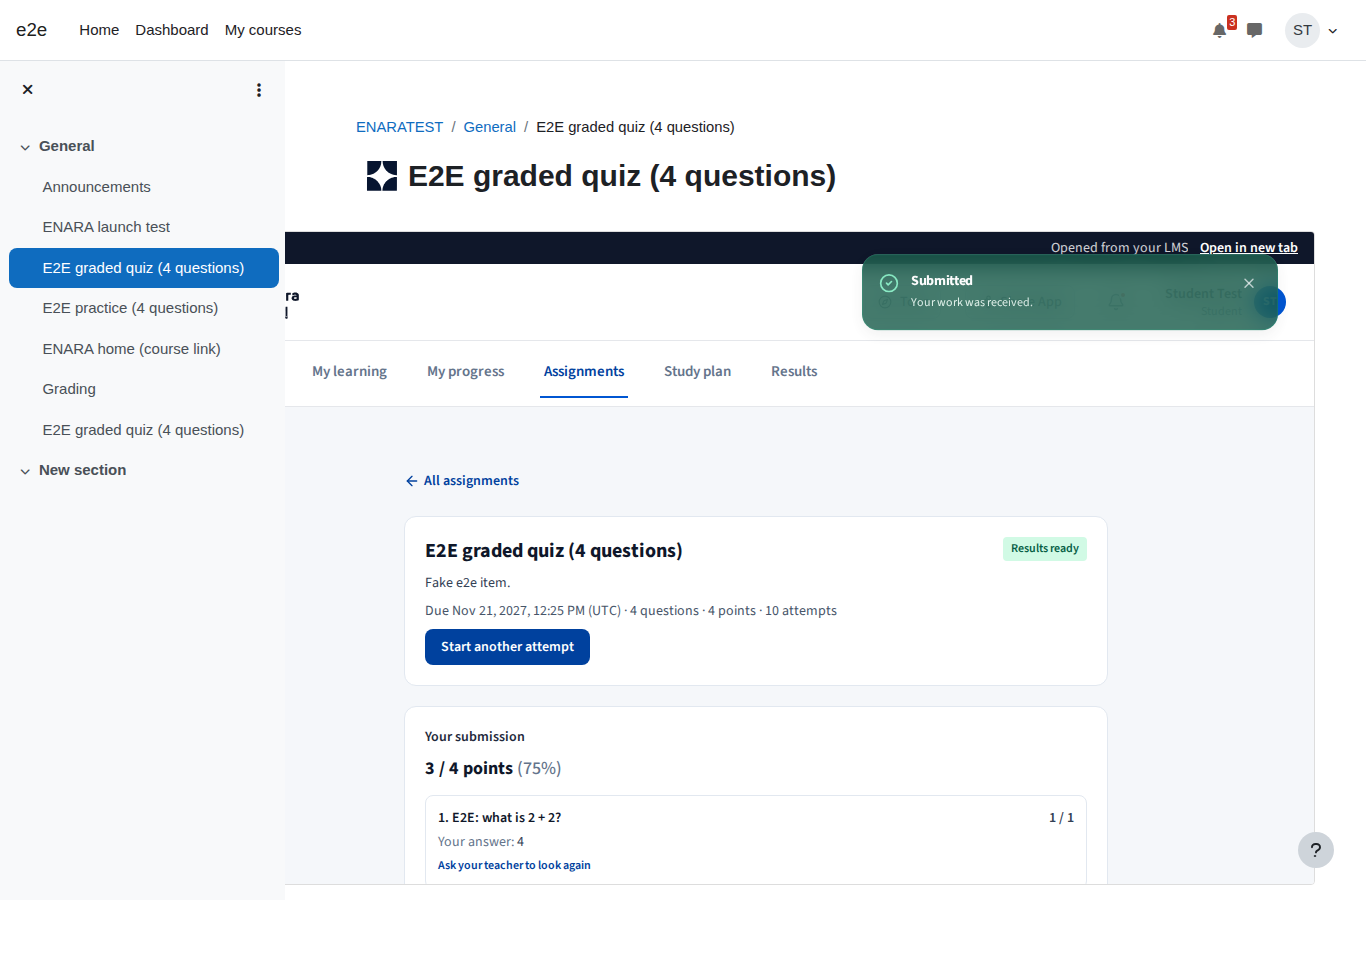 e2e Home Dashboard My courses 3 ST
General
Announcements
ENARA launch test
E2E graded quiz (4 questions)
E2E practice (4 questions)
ENARA home (course link)
Grading
E2E graded quiz (4 questions)
New section
ENARATEST / General / E2E graded quiz (4 questions)
E2E graded quiz (4 questions)
Opened from your LMS Open in new tab
Submitted
Your work was received.
App
Student Test
Student
ST
My learning My progress Assignments Study plan Results
All assignments
E2E graded quiz (4 questions) Results ready
Fake e2e item.
Due Nov 21, 2027, 12:25 PM (UTC) · 4 questions · 4 points · 10 attempts
Start another attempt
Your submission
3 / 4 points (75%)
1. E2E: what is 2 + 2? 1 / 1
Your answer: 4
Ask your teacher to look again
?